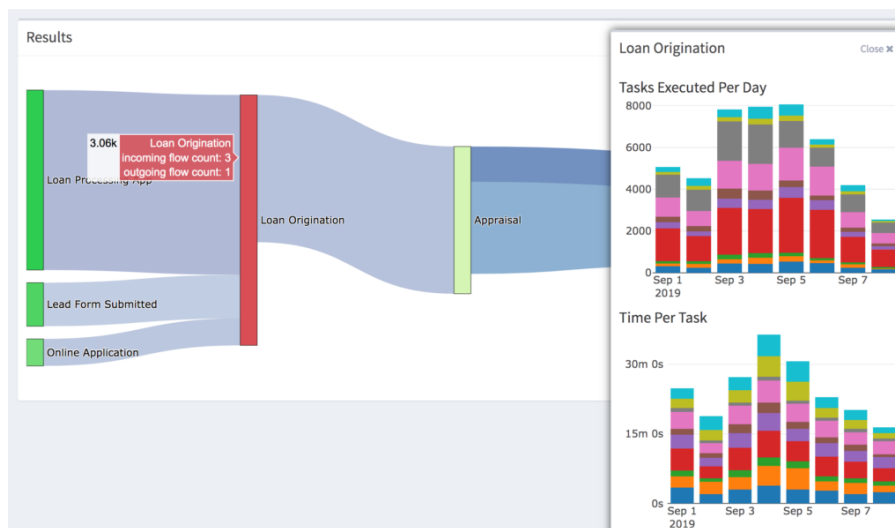 Results
3.06k
Loan Origination
incoming flow count: 3
outgoing flow count: 1
Loan Processing App
Loan Origination
Appraisal
Lead Form Submitted
Online Application
Loan Origination
Close ✖
Tasks Executed Per Day
8000
6000
4000
2000
0
Sep 1
2019
Sep 3
Sep 5
Sep 7
Time Per Task
30m 0s
15m 0s
0s
Sep 1
2019
Sep 3
Sep 5
Sep 7